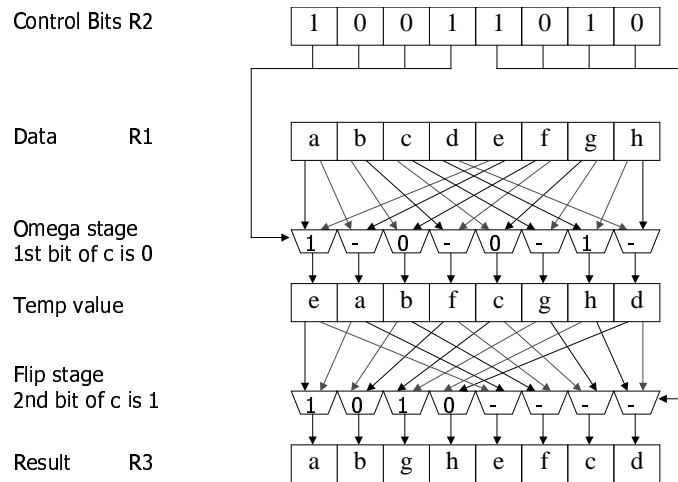 Control Bits R2 1 0 0 1 1 0 1 0
Data R1 a b c d e f g h
Omega stage
1st bit of c is 0
1 - 0 - 0 - 1 -
Temp value e a b f c g h d
Flip stage
2nd bit of c is 1
1 0 1 0 - - - -
Result R3 a b g h e f c d